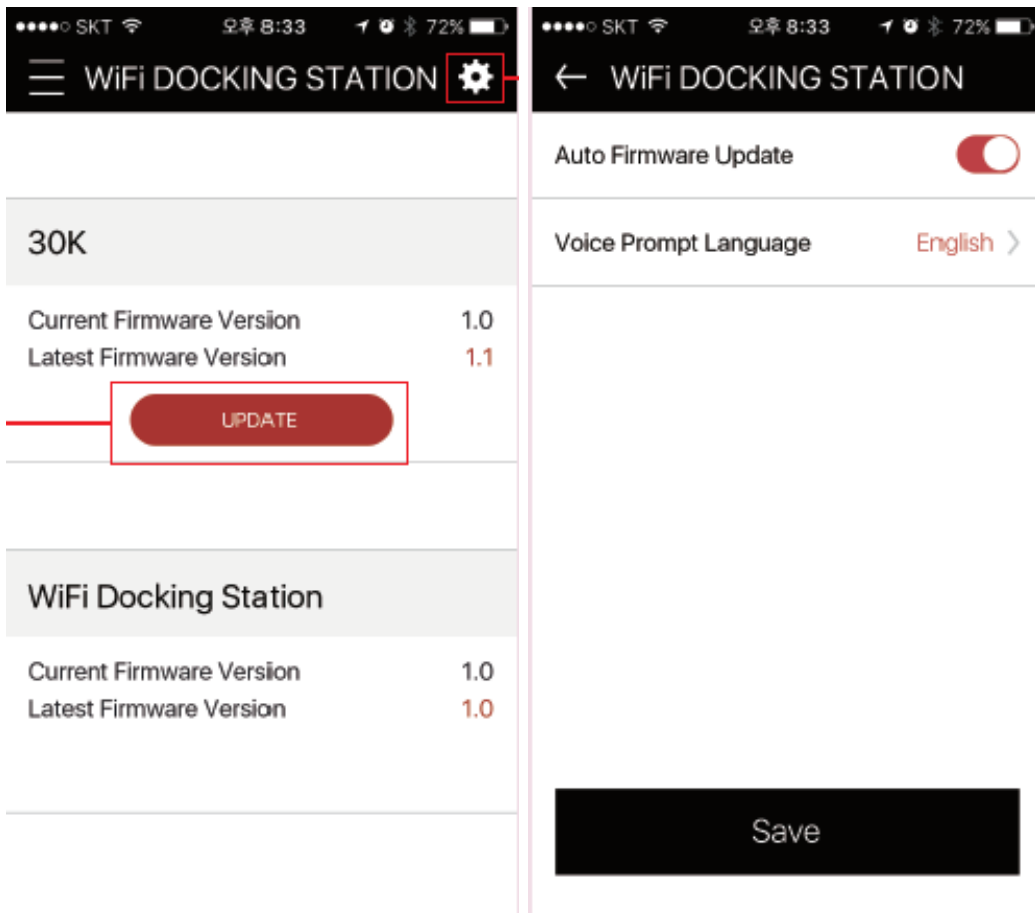 SKT 오후 8:33 72%
WiFi DOCKING STATION
30K
Current Firmware Version 1.0
Latest Firmware Version 1.1
UPDATE
WiFi Docking Station
Current Firmware Version 1.0
Latest Firmware Version 1.0
SKT 오후 8:33 72%
WiFi DOCKING STATION
Auto Firmware Update
Voice Prompt Language English
Save